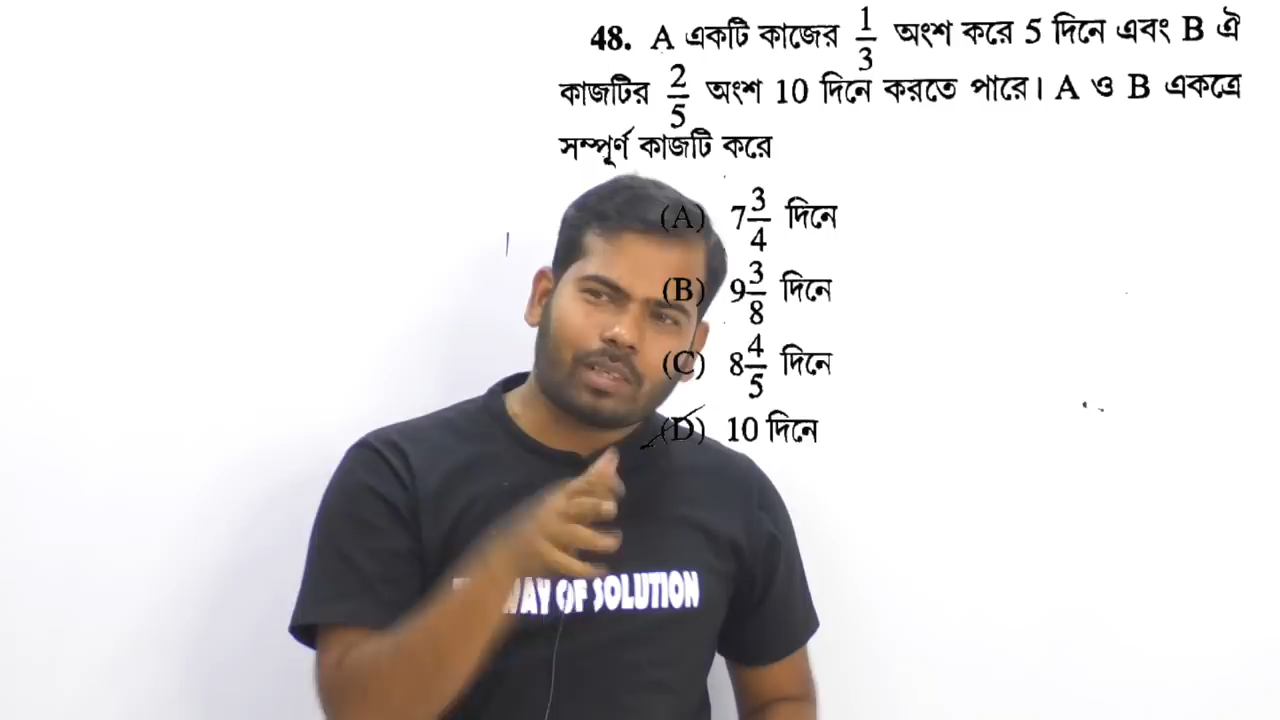 48. A একটি কাজের 1/3 অংশ করে 5 দিনে এবং B ঐ
কাজটির 2/5 অংশ 10 দিনে করতে পারে। A ও B একত্রে
সম্পূর্ণ কাজটি করে
(A) 7 3/4 দিনে
(B) 9 3/8 দিনে
(C) 8 4/5 দিনে
(D) 10 দিনে
WAY OF SOLUTION